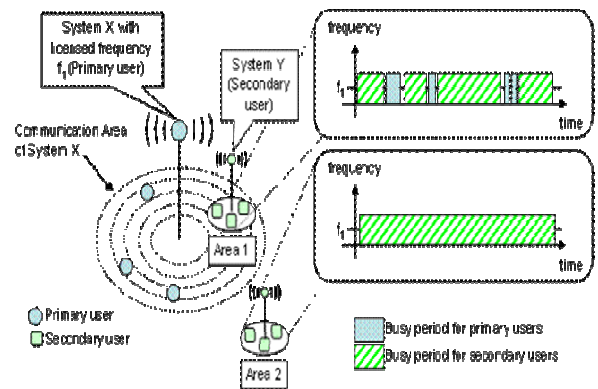 System X with
licensed frequency
f1 (Primary user)
System Y
(Secondary
user)
Communication Area
of System X
Area 1
Area 2
Primary user
Secondary user
frequency
f1
time
frequency
f1
time
Busy period for primary users
Busy period for secondary users